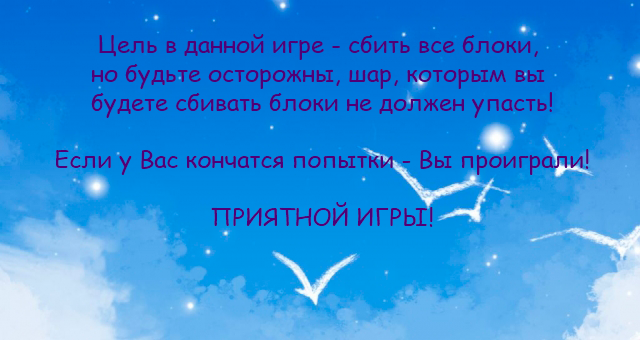 Цель в данной игре - сбить все блоки,
но будьте осторожны, шар, которым вы
будете сбивать блоки не должен упасть!
Если у Вас кончатся попытки - Вы проиграли!
ПРИЯТНОЙ ИГРЫ!